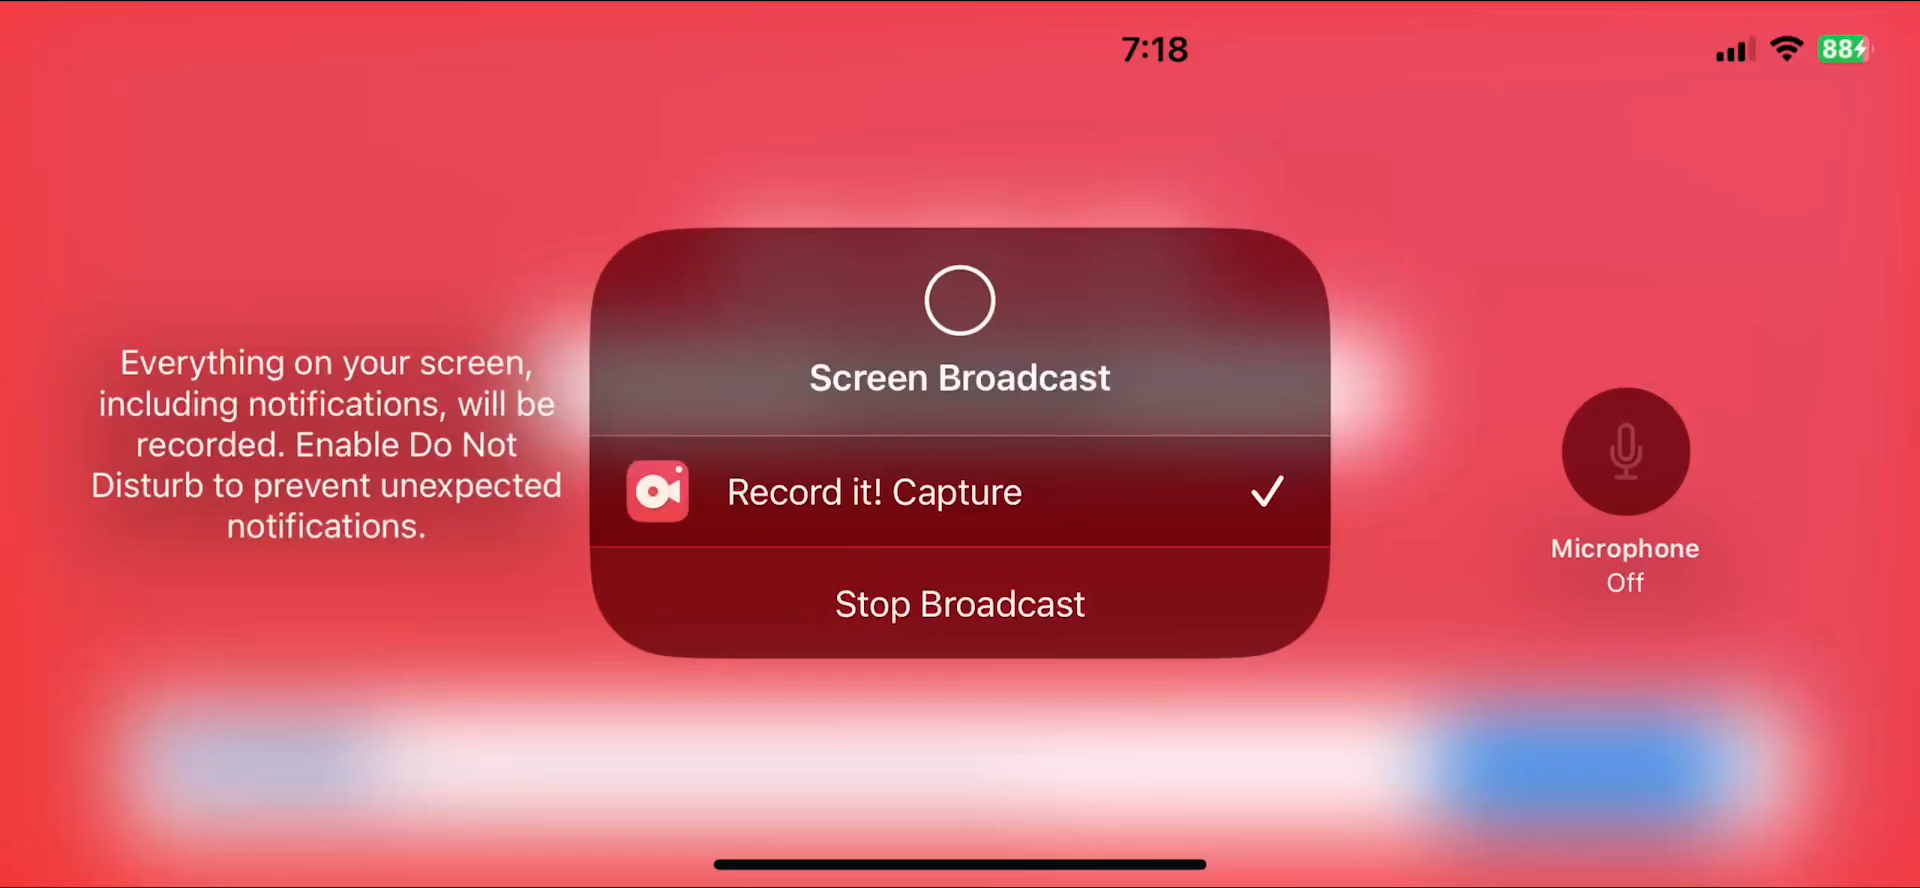 7:18
88
Everything on your screen,
including notifications, will be
recorded. Enable Do Not
Disturb to prevent unexpected
notifications.
Screen Broadcast
Record it! Capture
Stop Broadcast
Microphone
Off